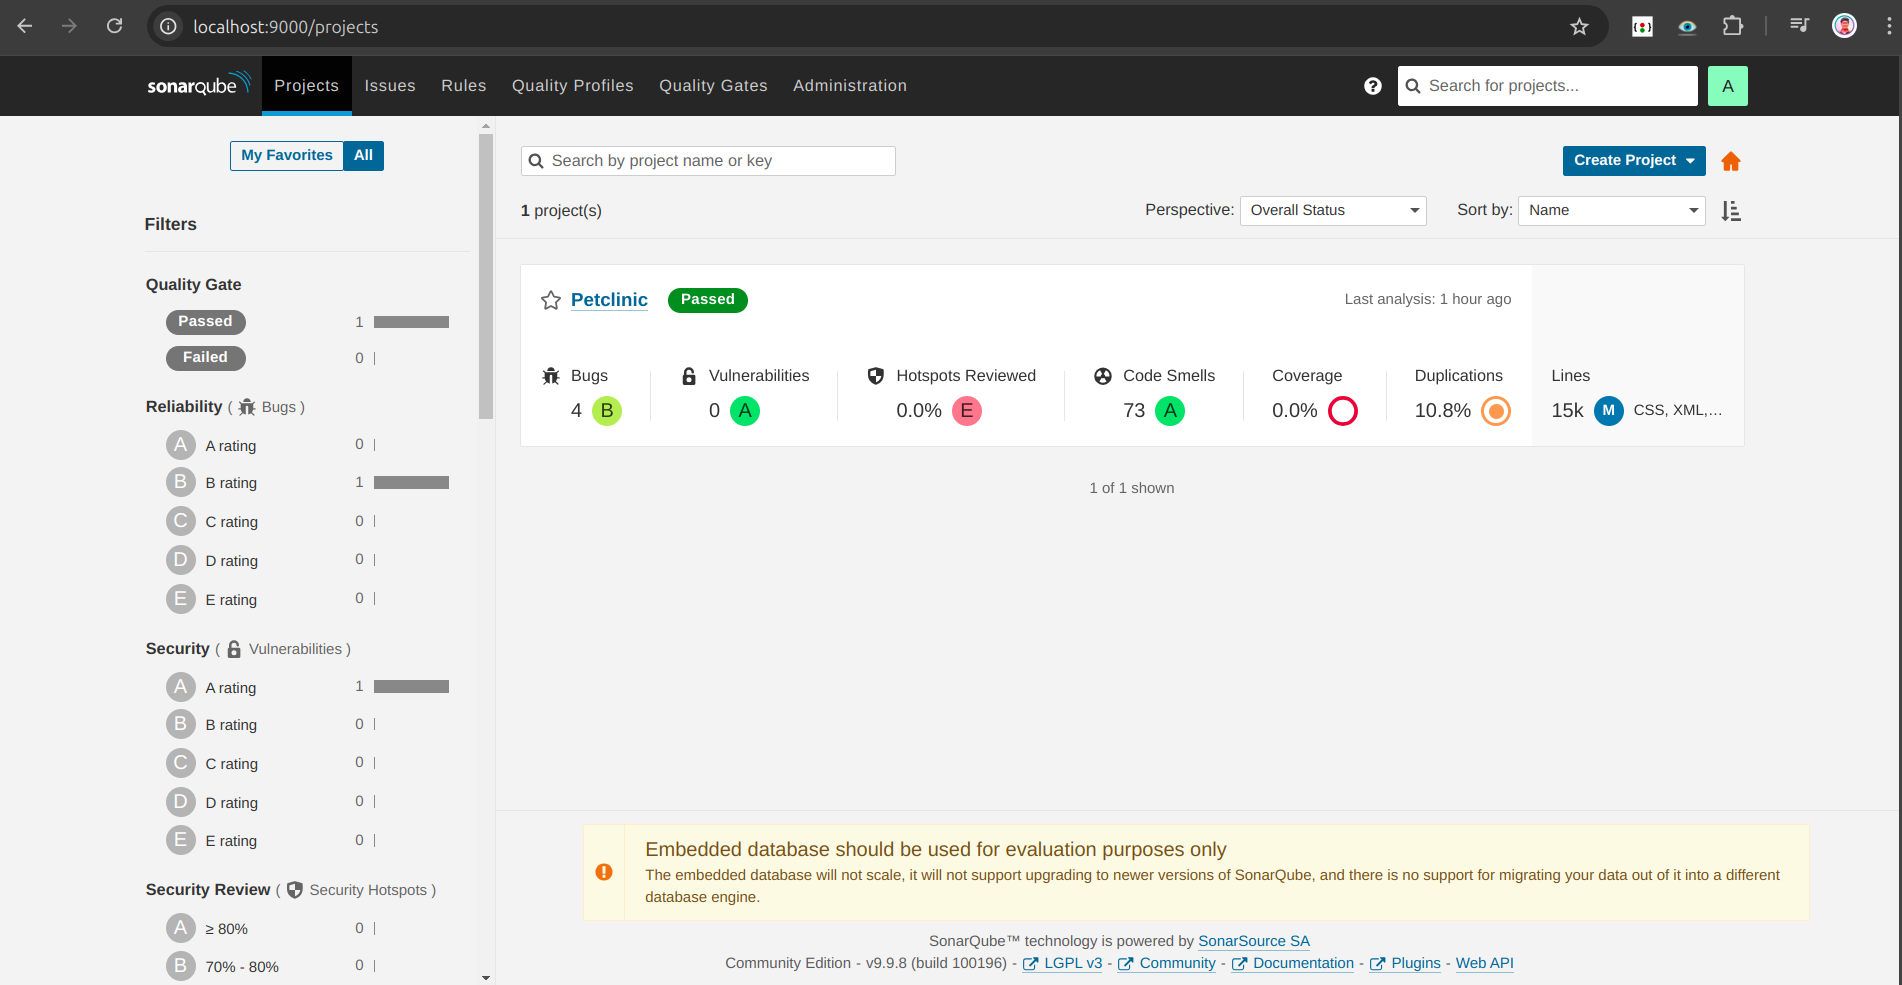 localhost:9000/projects
sonarqube Projects Issues Rules Quality Profiles Quality Gates Administration Search for projects... A
My Favorites All
Filters
Quality Gate
Passed 1
Failed 0
Reliability ( Bugs )
A A rating 0
B B rating 1
C C rating 0
D D rating 0
E E rating 0
Security ( Vulnerabilities )
A A rating 1
B B rating 0
C C rating 0
D D rating 0
E E rating 0
Security Review ( Security Hotspots )
A ≥ 80% 0
B 70% - 80% 0
Search by project name or key Create Project
1 project(s) Perspective: Overall Status Sort by: Name
Petclinic Passed Last analysis: 1 hour ago
Bugs Vulnerabilities Hotspots Reviewed Code Smells Coverage Duplications Lines
4 B 0 A 0.0% E 73 A 0.0% 10.8% 15k M CSS, XML,...
1 of 1 shown
Embedded database should be used for evaluation purposes only
The embedded database will not scale, it will not support upgrading to newer versions of SonarQube, and there is no support for migrating your data out of it into a different
database engine.
SonarQube™ technology is powered by SonarSource SA
Community Edition - v9.9.8 (build 100196) - LGPL v3 - Community - Documentation - Plugins - Web API